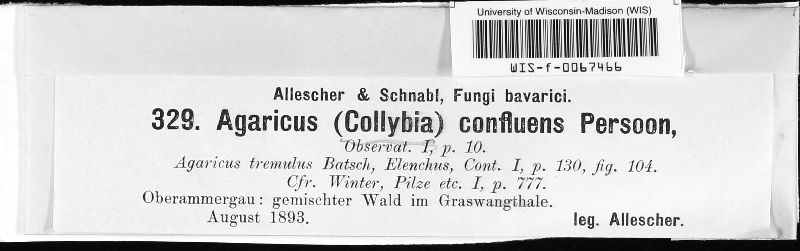 University of Wisconsin-Madison (WIS)
WIS-f-0067466
Allescher & Schnabl, Fungi bavarici.
329. Agaricus (Collybia) confluens Persoon,
Observat. I, p. 10.
Agaricus tremulus Batsch, Elenchus, Cont. I, p. 130, fig. 104.
Cfr. Winter, Pilze etc. I, p. 777.
Oberammergau: gemischter Wald im Graswangthale.
August 1893. leg. Allescher.